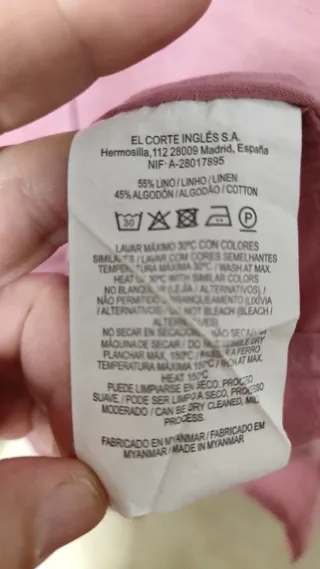 EL CORTE INGLÉS S.A.
Hermosilla, 112 28009 Madrid, España
NIF: A-28017895
55% LINO / LINHO / LINEN
45% ALGODÓN / ALGODÃO / COTTON
30
P
LAVAR MÁXIMO 30ºC CON COLORES
SIMILARES / LAVAR COM CORES SEMELHANTES
TEMPERATURA MÁXIMA 30ºC / WASH AT MAX.
HEAT OF 30ºC WITH SIMILAR COLORS
NO BLANQUEAR (LEJÍA / ALTERNATIVOS) /
NÃO PERMITIDO BRANQUEAMENTO (LIXÍVIA
/ ALTERNATIVOS) / DO NOT BLEACH (BLEACH /
ALTERNATIVES)
NO SECAR EN SECADORA / NÃO SECAR
MÁQUINA DE SECAR / DO NOT TUMBLE DRY
PLANCHAR MÁX. 150ºC / A FERRO
TEMPERATURA MÁXIMA 150ºC / IRON AT MAX.
HEAT 150ºC
PUEDE LIMPIARSE EN SECO, PROCESO
SUAVE, / PODE SER LIMPO A SECO, PROCESSO
MODERADO / CAN BE DRY CLEANED, MILD
PROCESS.
FABRICADO EN MYANMAR / FABRICADO EM
MYANMAR / MADE IN MYANMAR